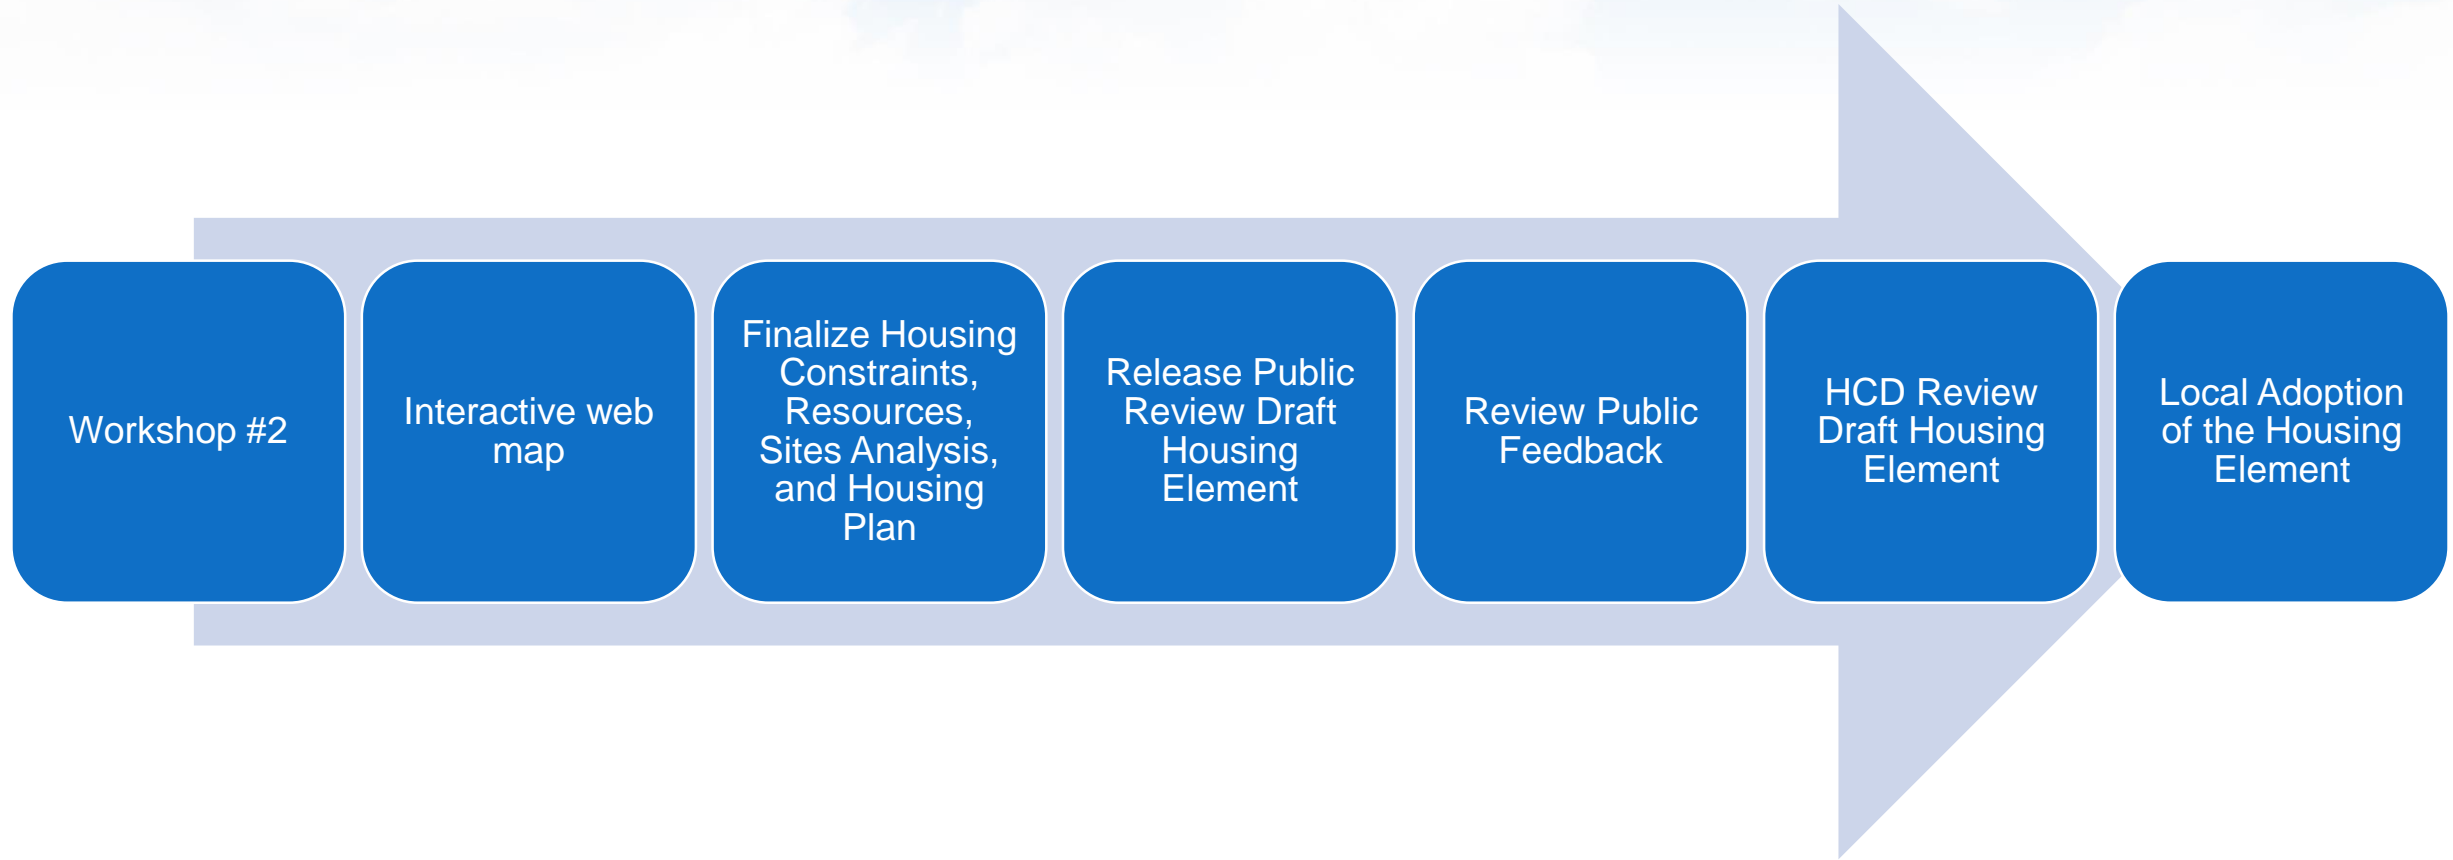 Workshop #2
Interactive web
map
Finalize Housing
Constraints,
Resources,
Sites Analysis,
and Housing
Plan
Release Public
Review Draft
Housing
Element
Review Public
Feedback
HCD Review
Draft Housing
Element
Local Adoption
of the Housing
Element